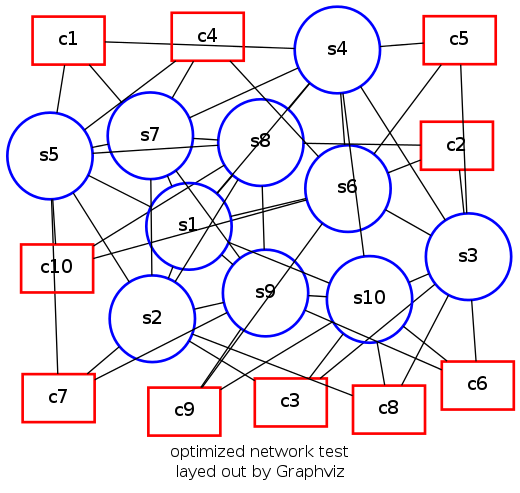 c1
c4
s4
c5
s7
s8
c2
s5
s6
s1
s3
c10
s9
s10
s2
c6
c7
c9
c3
c8
optimized network test
layed out by Graphviz